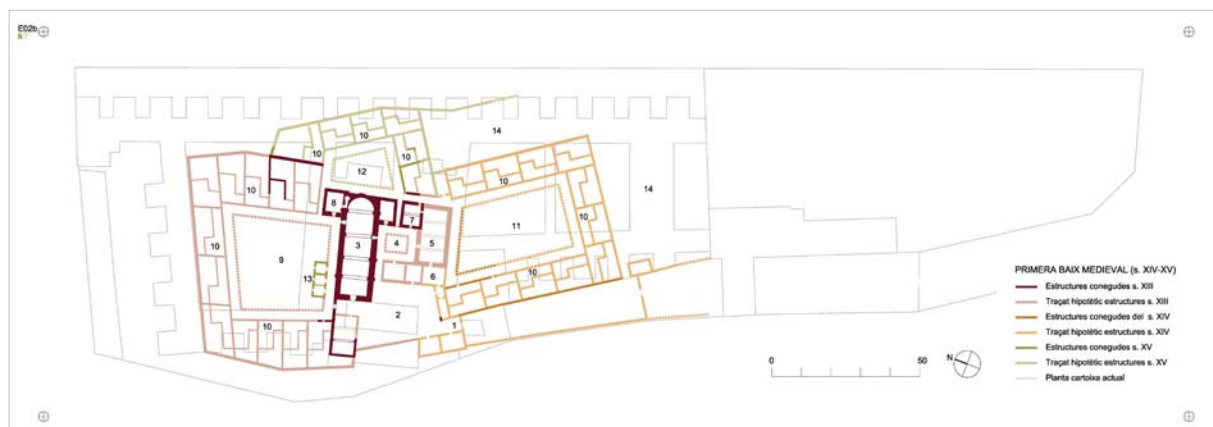 E02b
14
10
10
10
12
10
14
10
8
7
10
11
3
4
5
10
9
13
6
10
2
1
10
PRIMERA BAIX MEDIEVAL (s. XIV-XV)
Estructures conegudes s. XIII
Traçat hipotètic estructures s. XIII
Estructures conegudes del s. XIV
Traçat hipotètic estructures s. XIV
Estructures conegudes s. XV
Traçat hipotètic estructures s. XV
Planta cartoixa actual
0 50
N